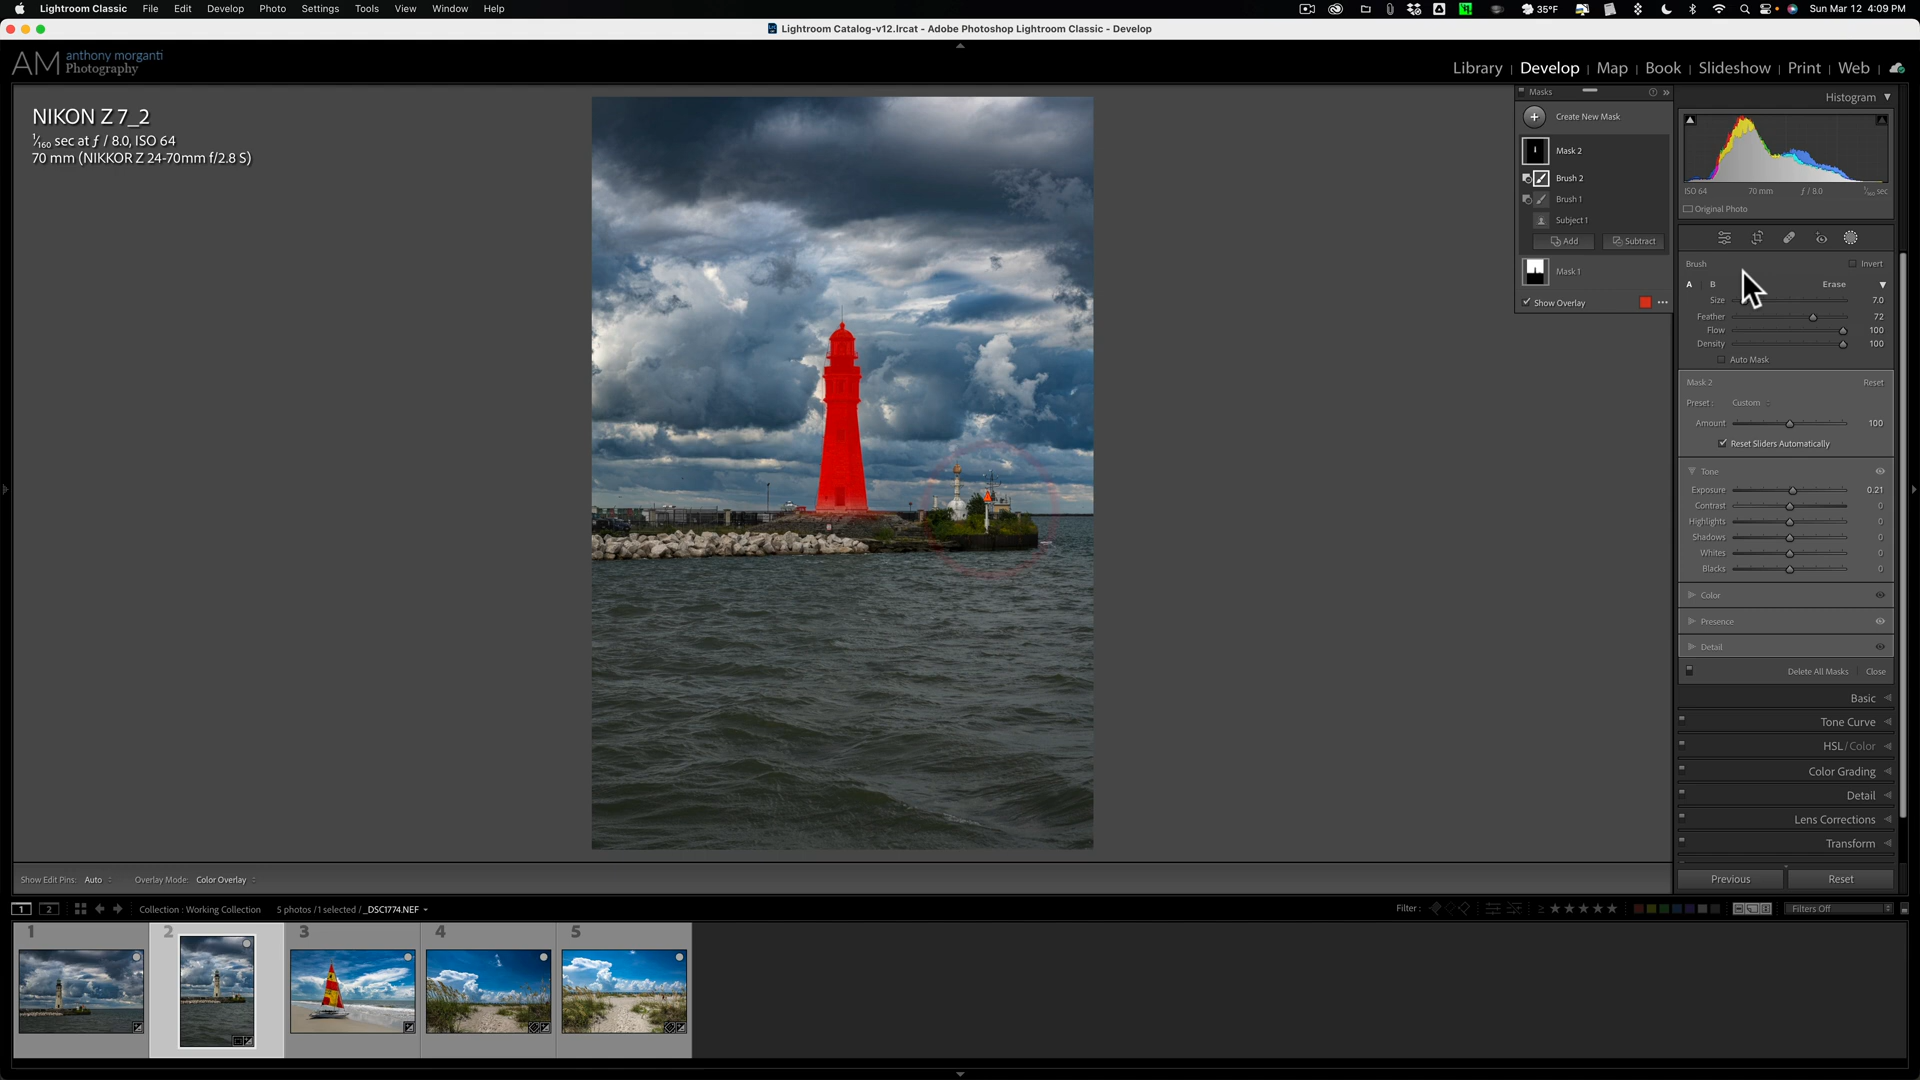 Lightroom Classic File Edit Develop Photo Settings Tools View Window Help
35°F Sun Mar 12 4:09 PM
Lightroom Catalog-v12.lrcat - Adobe Photoshop Lightroom Classic - Develop
AM anthony morganti
Photography
Library | Develop | Map | Book | Slideshow | Print | Web |
NIKON Z 7_2
1/160 sec at ƒ / 8.0, ISO 64
70 mm (NIKKOR Z 24-70mm f/2.8 S)
Masks
Create New Mask
Mask 2
Brush 2
Brush 1
Subject 1
Add Subtract
Mask 1
Show Overlay
Histogram
ISO 64 70 mm ƒ / 8.0 1/160 sec
Original Photo
Brush Invert
A B Erase
Size 7.0
Feather 72
Flow 100
Density 100
Auto Mask
Mask 2 Reset
Preset : Custom
Amount 100
Reset Sliders Automatically
Tone
Exposure 0.21
Contrast 0
Highlights 0
Shadows 0
Whites 0
Blacks 0
Color
Presence
Detail
Delete All Masks Close
Basic
Tone Curve
HSL / Color
Color Grading
Detail
Lens Corrections
Transform
Previous Reset
Show Edit Pins: Auto Overlay Mode: Color Overlay
1 2 Collection : Working Collection 5 photos / 1 selected / _DSC1774.NEF
Filter : Filters Off
1 2 3 4 5